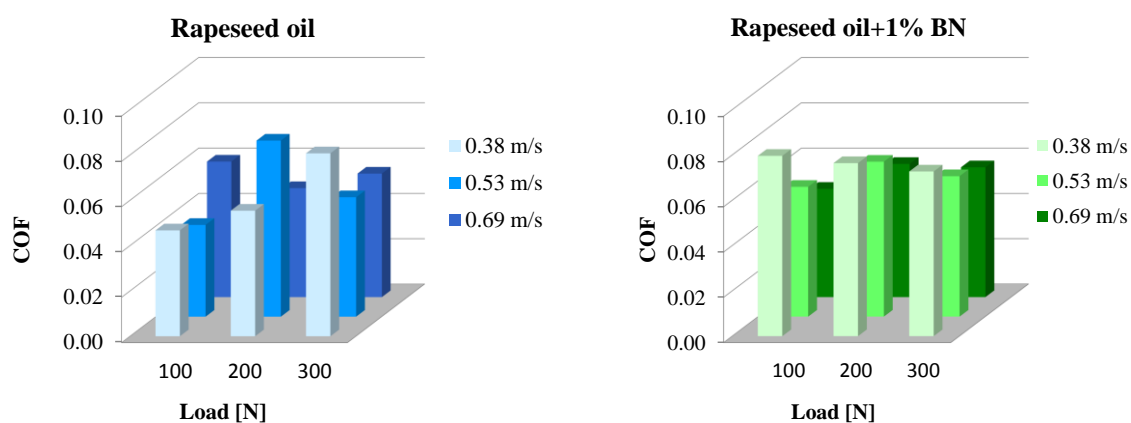 Rapeseed oil
0.10
0.08
0.06
0.04
0.02
0.00
COF
100 200 300
Load [N]
0.38 m/s
0.53 m/s
0.69 m/s
Rapeseed oil+1% BN
0.10
0.08
0.06
0.04
0.02
0.00
COF
100 200 300
Load [N]
0.38 m/s
0.53 m/s
0.69 m/s